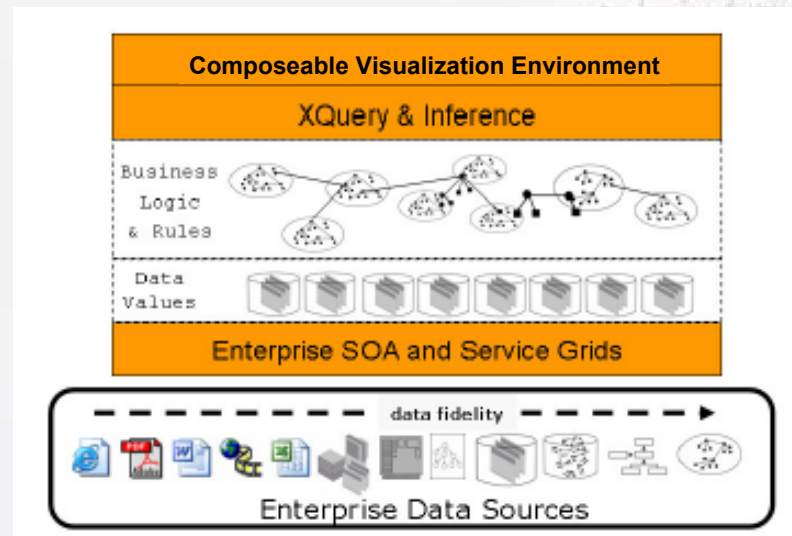 Composeable Visualization Environment
XQuery & Inference
Business
Logic
& Rules
Data
Values
Enterprise SOA and Service Grids
data fidelity
PDF
Enterprise Data Sources